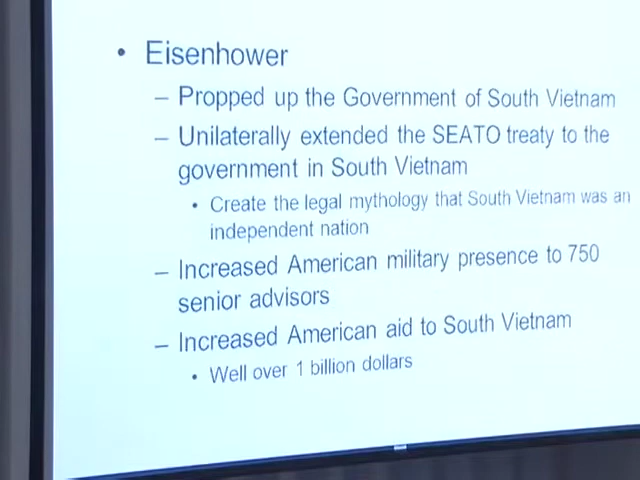 • Eisenhower
– Propped up the Government of South Vietnam
– Unilaterally extended the SEATO treaty to the
government in South Vietnam
• Create the legal mythology that South Vietnam was an
independent nation
– Increased American military presence to 750
senior advisors
– Increased American aid to South Vietnam
• Well over 1 billion dollars